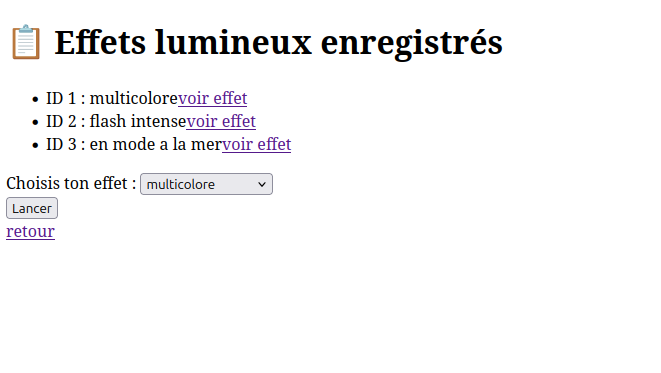 📋 Effets lumineux enregistrés
ID 1 : multicolorevoir effet
ID 2 : flash intensevoir effet
ID 3 : en mode a la mervoir effet
Choisis ton effet : multicolore
Lancer
retour